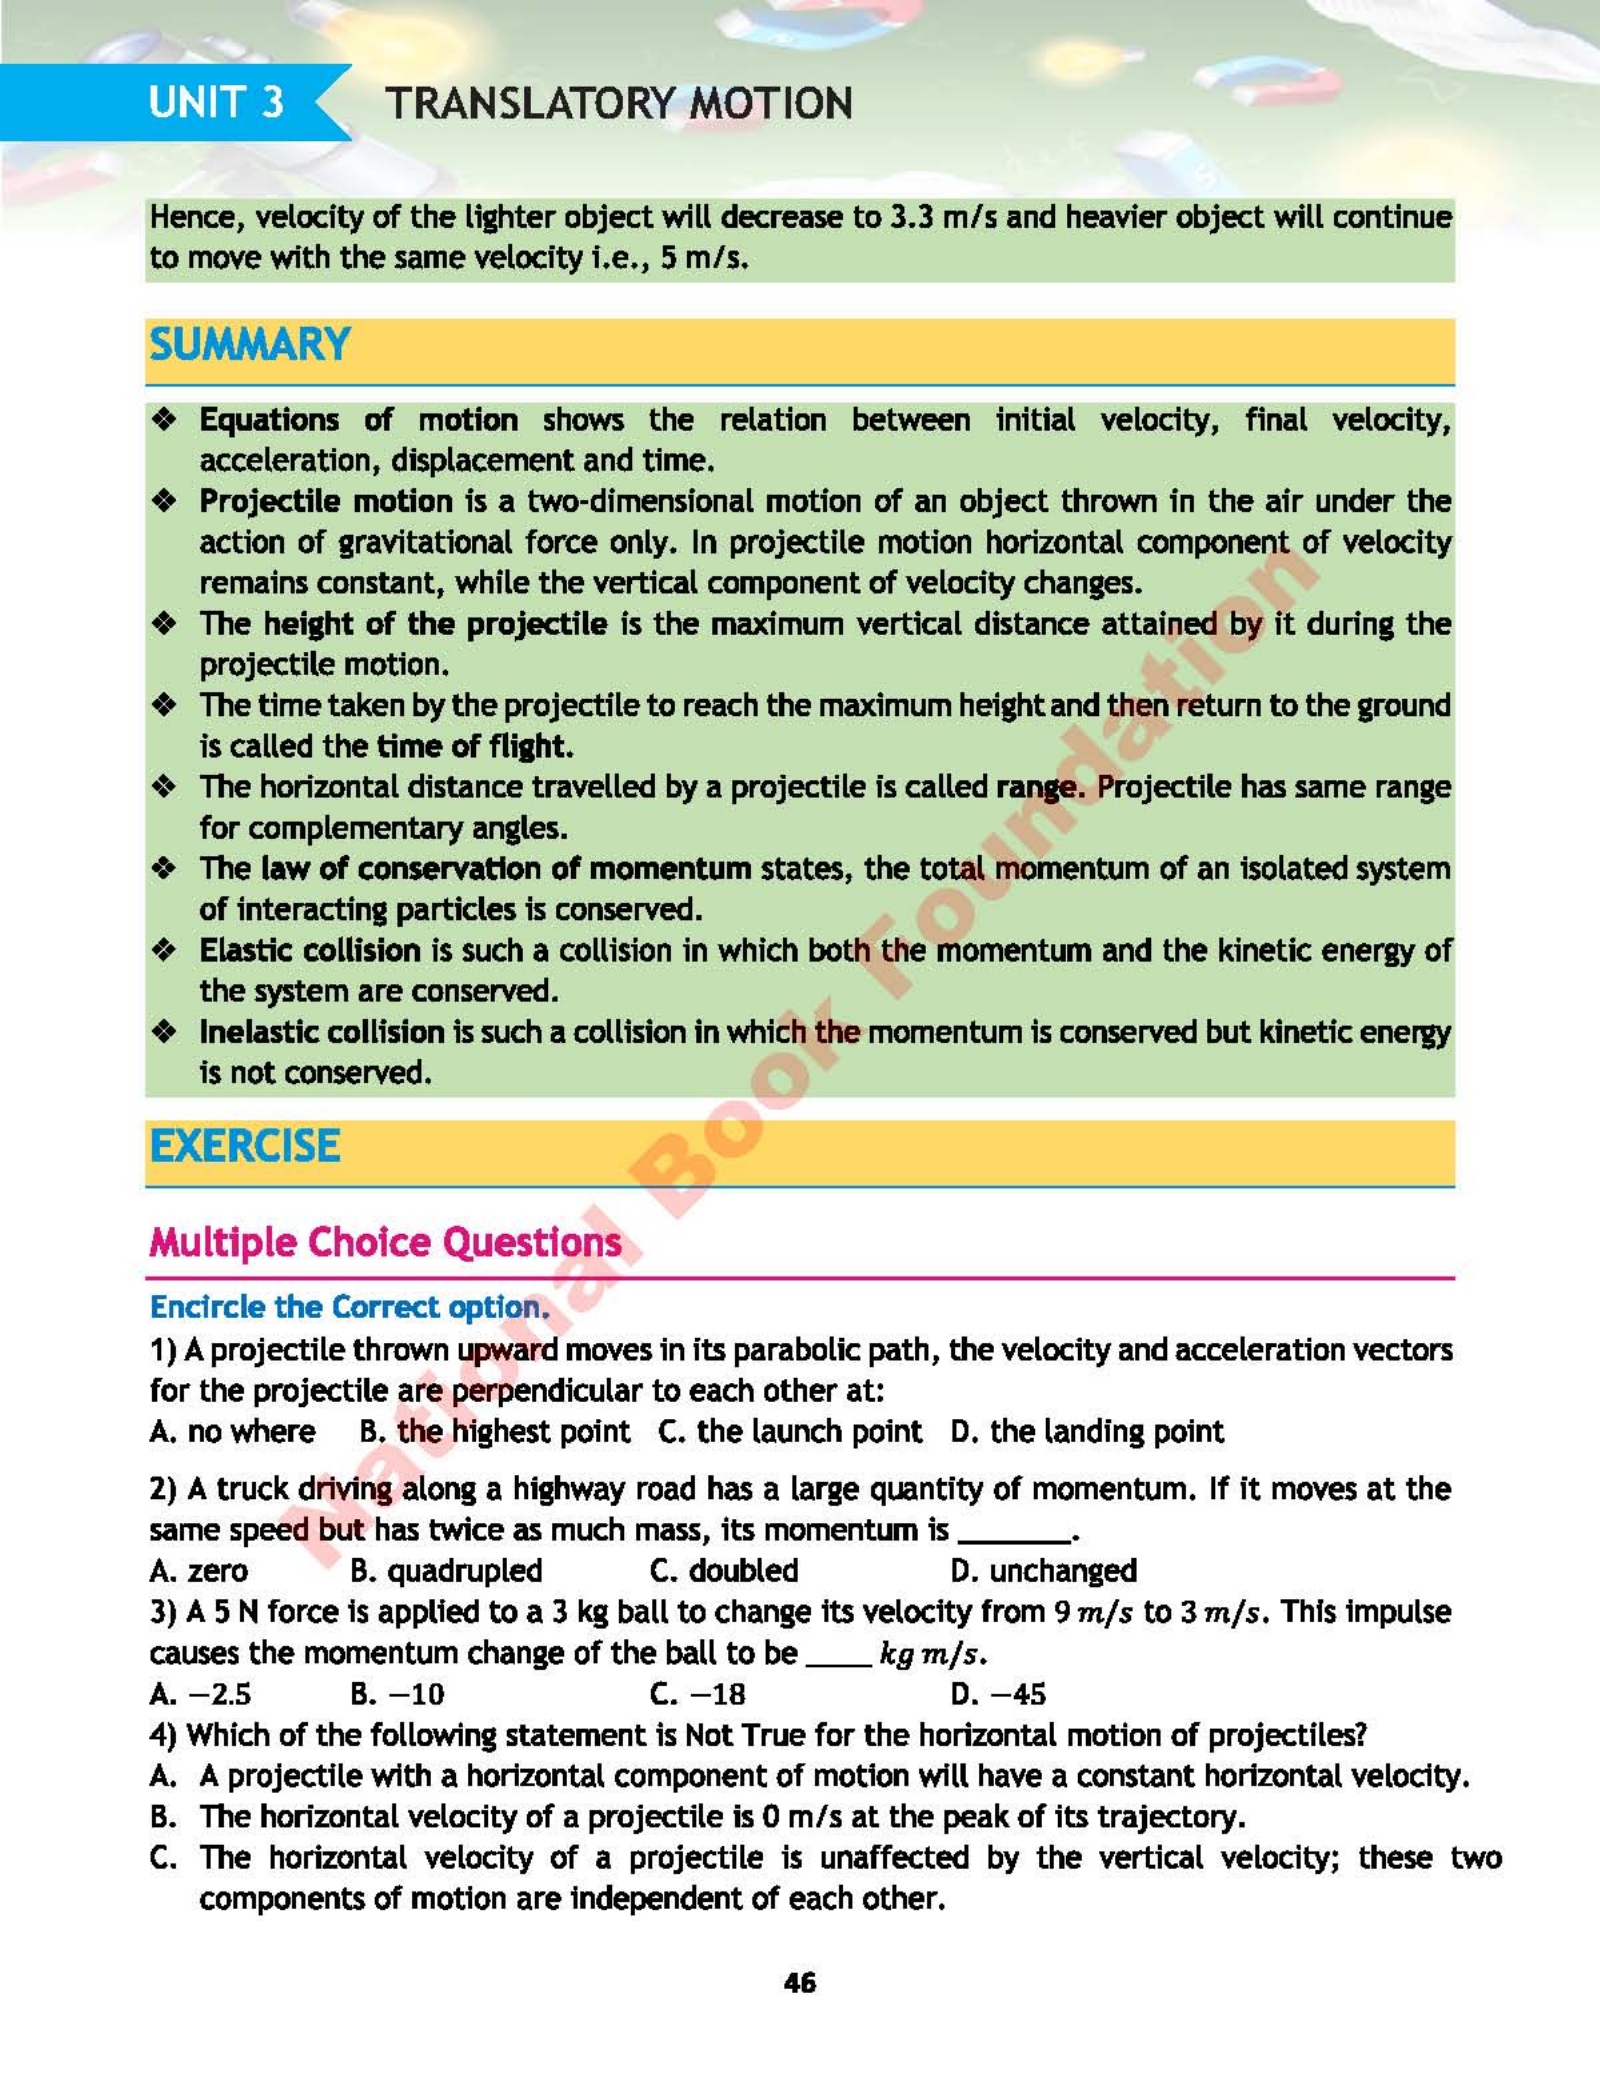 UNIT 3 TRANSLATORY MOTION
Hence, velocity of the lighter object will decrease to 3.3 m/s and heavier object will continue
to move with the same velocity i.e., 5 m/s.
SUMMARY
❖ Equations of motion shows the relation between initial velocity, final velocity,
acceleration, displacement and time.
❖ Projectile motion is a two-dimensional motion of an object thrown in the air under the
action of gravitational force only. In projectile motion horizontal component of velocity
remains constant, while the vertical component of velocity changes.
❖ The height of the projectile is the maximum vertical distance attained by it during the
projectile motion.
❖ The time taken by the projectile to reach the maximum height and then return to the ground
is called the time of flight.
❖ The horizontal distance travelled by a projectile is called range. Projectile has same range
for complementary angles.
❖ The law of conservation of momentum states, the total momentum of an isolated system
of interacting particles is conserved.
❖ Elastic collision is such a collision in which both the momentum and the kinetic energy of
the system are conserved.
❖ Inelastic collision is such a collision in which the momentum is conserved but kinetic energy
is not conserved.
EXERCISE
Multiple Choice Questions
Encircle the Correct option.
1) A projectile thrown upward moves in its parabolic path, the velocity and acceleration vectors
for the projectile are perpendicular to each other at:
A. no where B. the highest point C. the launch point D. the landing point
2) A truck driving along a highway road has a large quantity of momentum. If it moves at the
same speed but has twice as much mass, its momentum is _______.
A. zero B. quadrupled C. doubled D. unchanged
3) A 5 N force is applied to a 3 kg ball to change its velocity from 9 m/s to 3 m/s. This impulse
causes the momentum change of the ball to be ____ kg m/s.
A. −2.5 B. −10 C. −18 D. −45
4) Which of the following statement is Not True for the horizontal motion of projectiles?
A. A projectile with a horizontal component of motion will have a constant horizontal velocity.
B. The horizontal velocity of a projectile is 0 m/s at the peak of its trajectory.
C. The horizontal velocity of a projectile is unaffected by the vertical velocity; these two
components of motion are independent of each other.
46
National Book Foundation